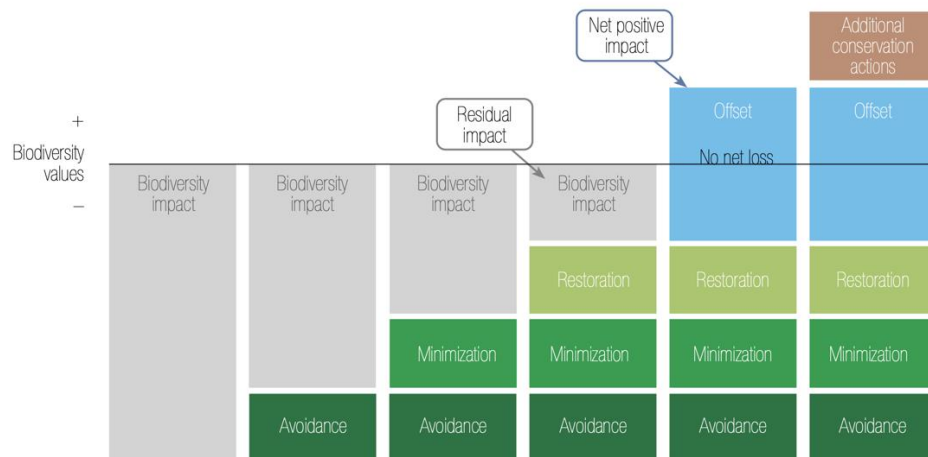 Additional
conservation
actions
Net positive
impact
Offset
Offset
Residual
impact
+
Biodiversity
values
–
No net loss
Biodiversity
impact
Biodiversity
impact
Biodiversity
impact
Biodiversity
impact
Restoration
Restoration
Restoration
Minimization
Minimization
Minimization
Minimization
Avoidance
Avoidance
Avoidance
Avoidance
Avoidance